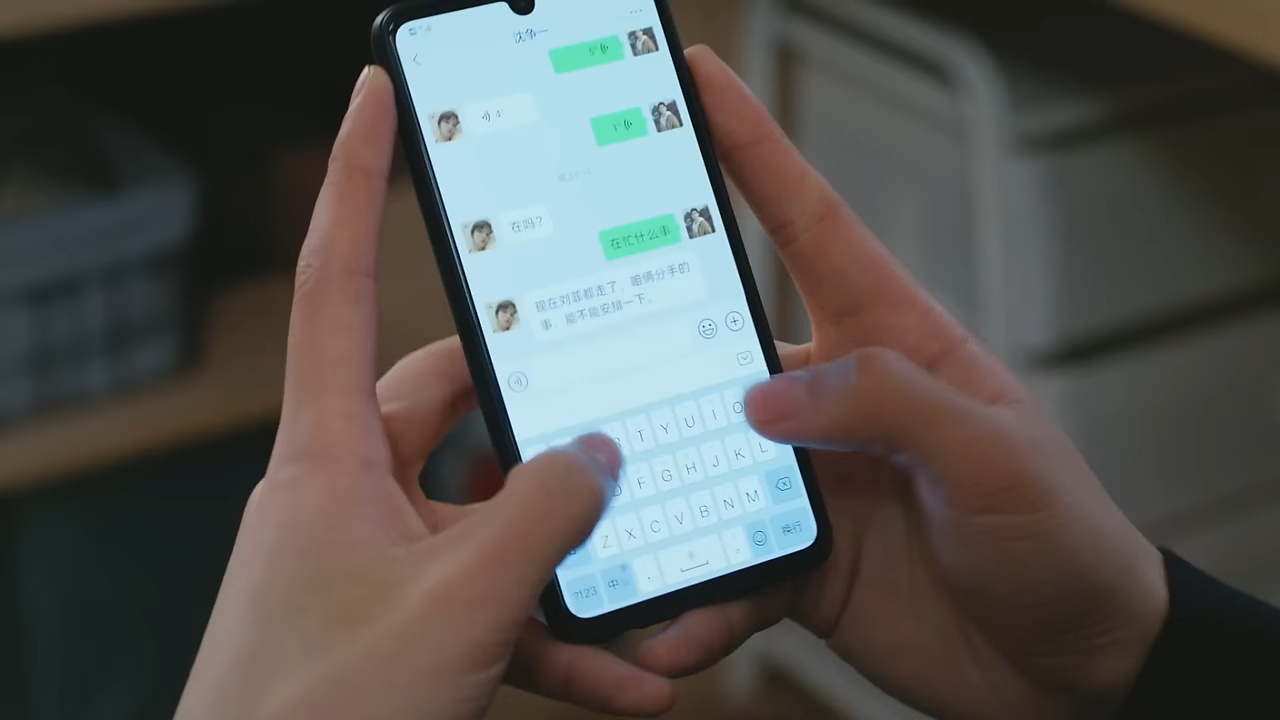 沈争一
5"
4"
1"
在吗?
在忙什么事
现在刘菲都走了，咱俩分手的
事，能不能安排一下。
T Y U I O
D F G H J K L
Z X C V B N M
?123 中 , 。 换行